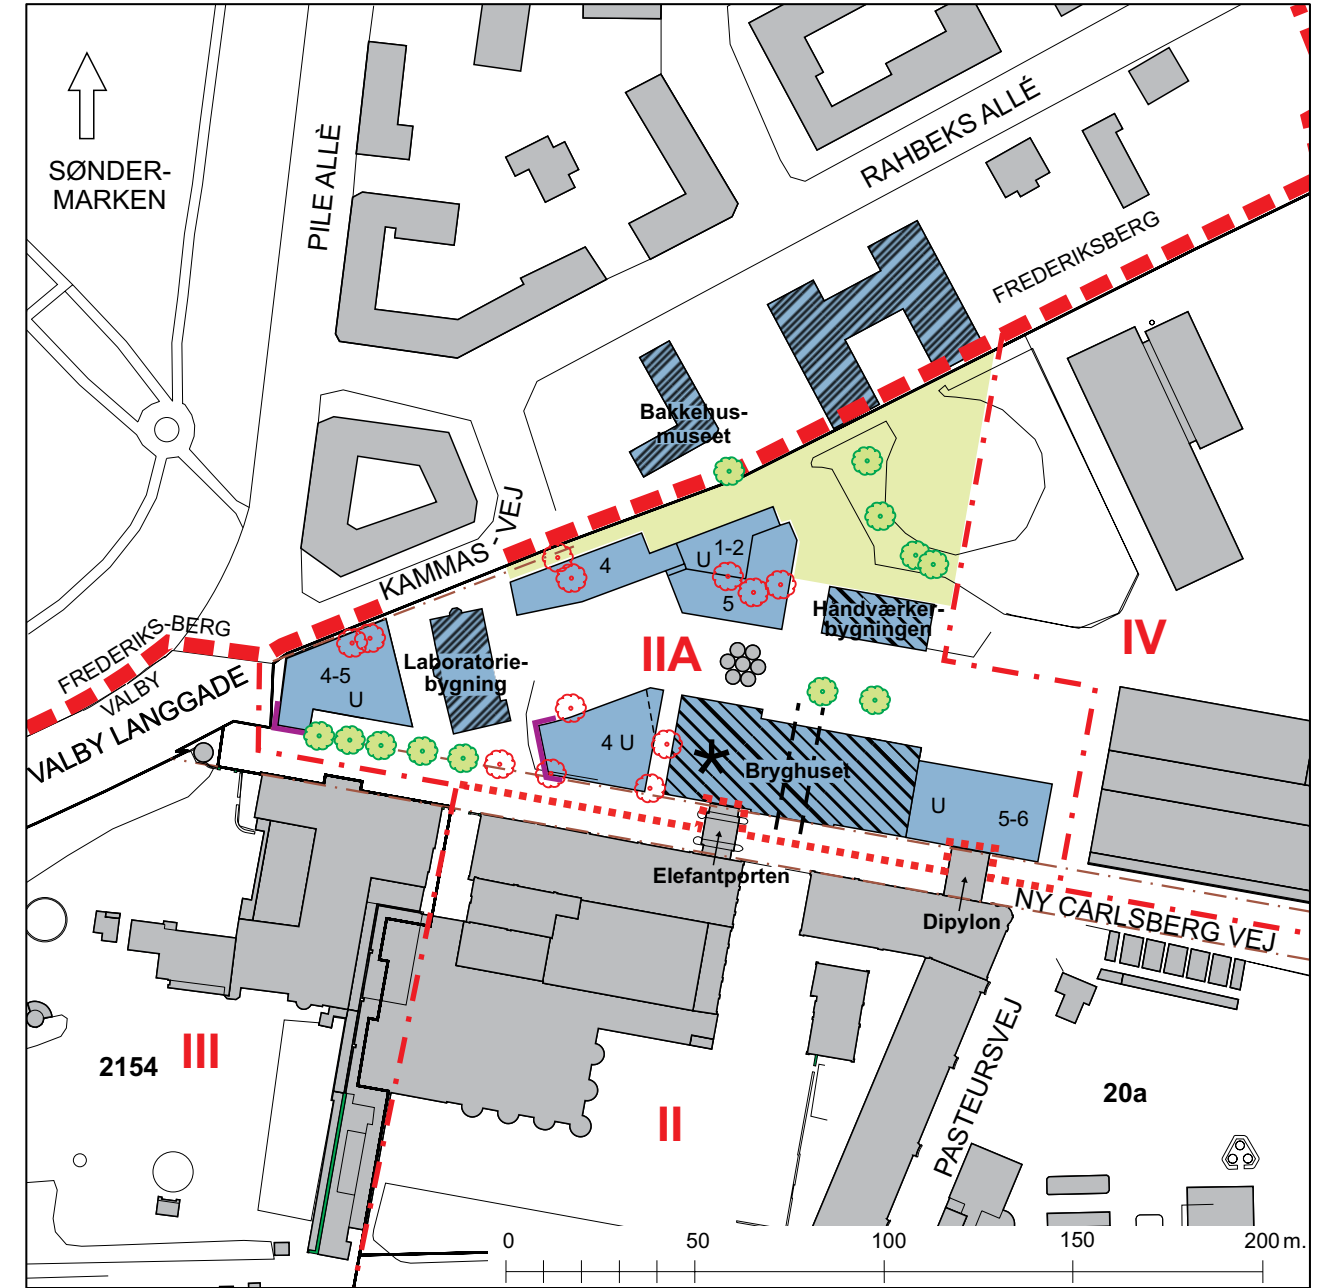 SØNDER-
MARKEN
PILE ALLÈ
RAHBEKS ALLÉ
FREDERIKSBERG
Bakkehus-
museet
KAMMAS - VEJ
FREDERIKS-BERG
VALBY
VALBY LANGGADE
4
U
1-2
5
Håndværker-
bygningen
IV
IIA
Laboratorie-
bygning
4-5
U
4 U
Bryghuset
U
5-6
Elefantporten
Dipylon
NY CARLSBERG VEJ
PASTEURSVEJ
III
2154
II
20a
0
50
100
150
200 m.